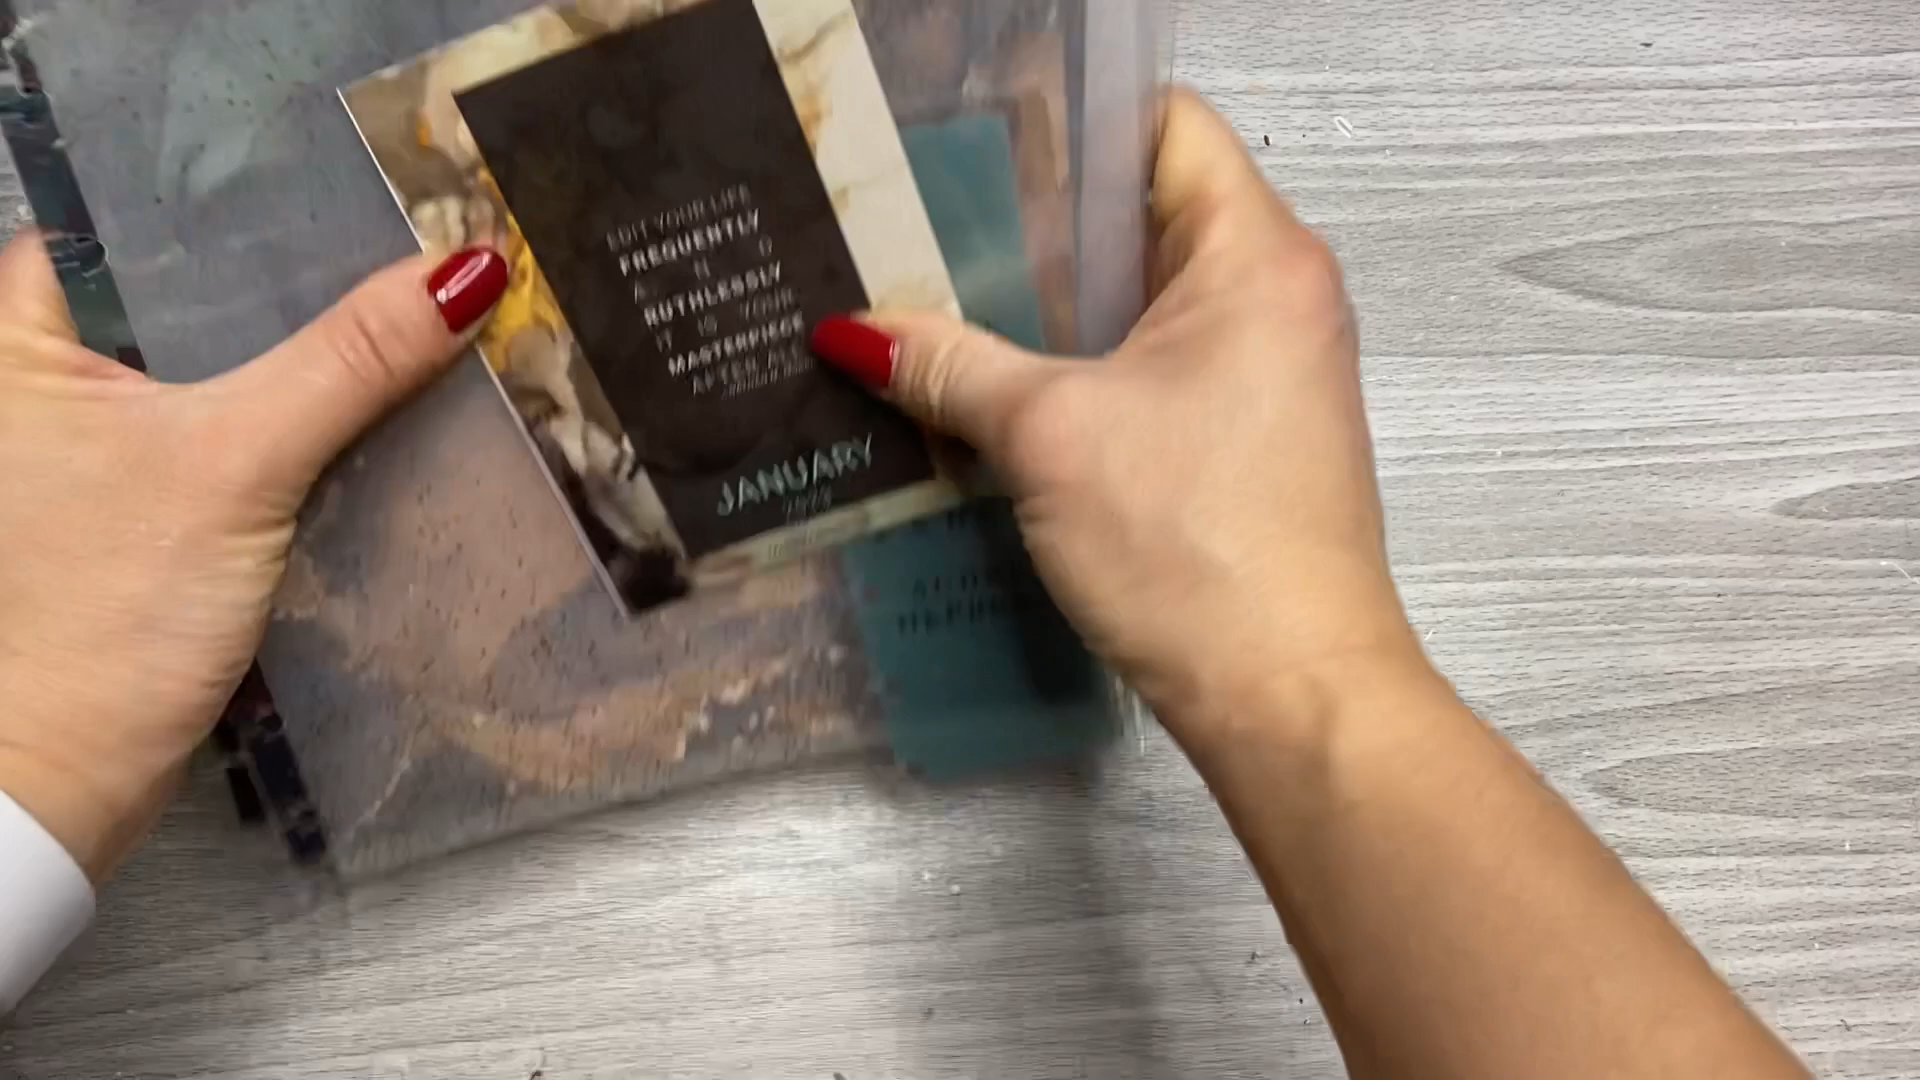 EDIT YOUR LIFE
FREQUENTLY
A N D
RUTHLESSLY
IT IS YOUR
MASTERPIECE
AFTER ALL
JANUARY